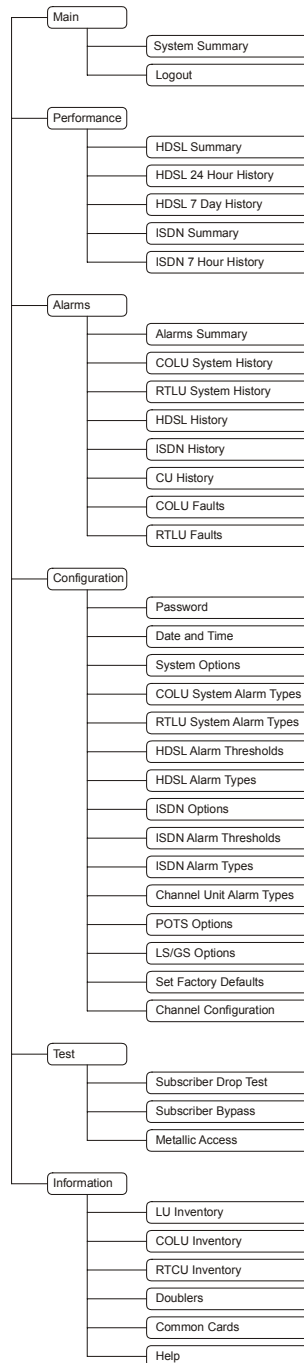 Main
System Summary
Logout
Performance
HDSL Summary
HDSL 24 Hour History
HDSL 7 Day History
ISDN Summary
ISDN 7 Hour History
Alarms
Alarms Summary
COLU System History
RTLU System History
HDSL History
ISDN History
CU History
COLU Faults
RTLU Faults
Configuration
Password
Date and Time
System Options
COLU System Alarm Types
RTLU System Alarm Types
HDSL Alarm Thresholds
HDSL Alarm Types
ISDN Options
ISDN Alarm Thresholds
ISDN Alarm Types
Channel Unit Alarm Types
POTS Options
LS/GS Options
Set Factory Defaults
Channel Configuration
Test
Subscriber Drop Test
Subscriber Bypass
Metallic Access
Information
LU Inventory
COLU Inventory
RTCU Inventory
Doublers
Common Cards
Help